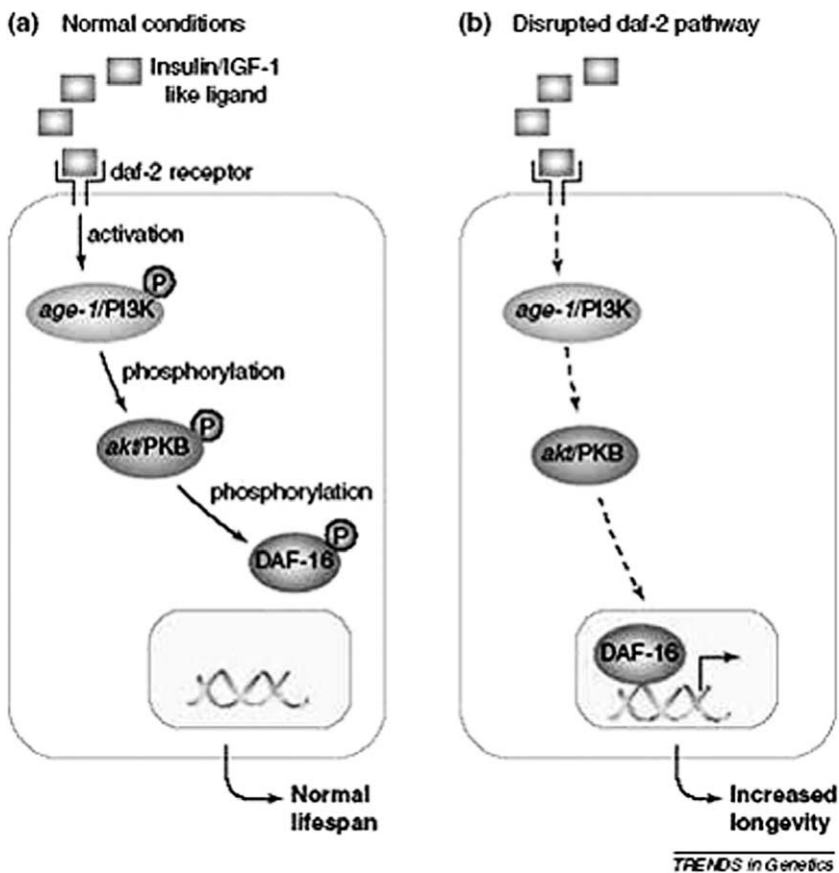 (a) Normal conditions
Insulin/IGF-1
like ligand
daf-2 receptor
activation
P
age-1/PI3K
phosphorylation
P
akt/PKB
phosphorylation
P
DAF-16
Normal
lifespan
(b) Disrupted daf-2 pathway
age-1/PI3K
akt/PKB
DAF-16
Increased
longevity
TRENDS in Genetics